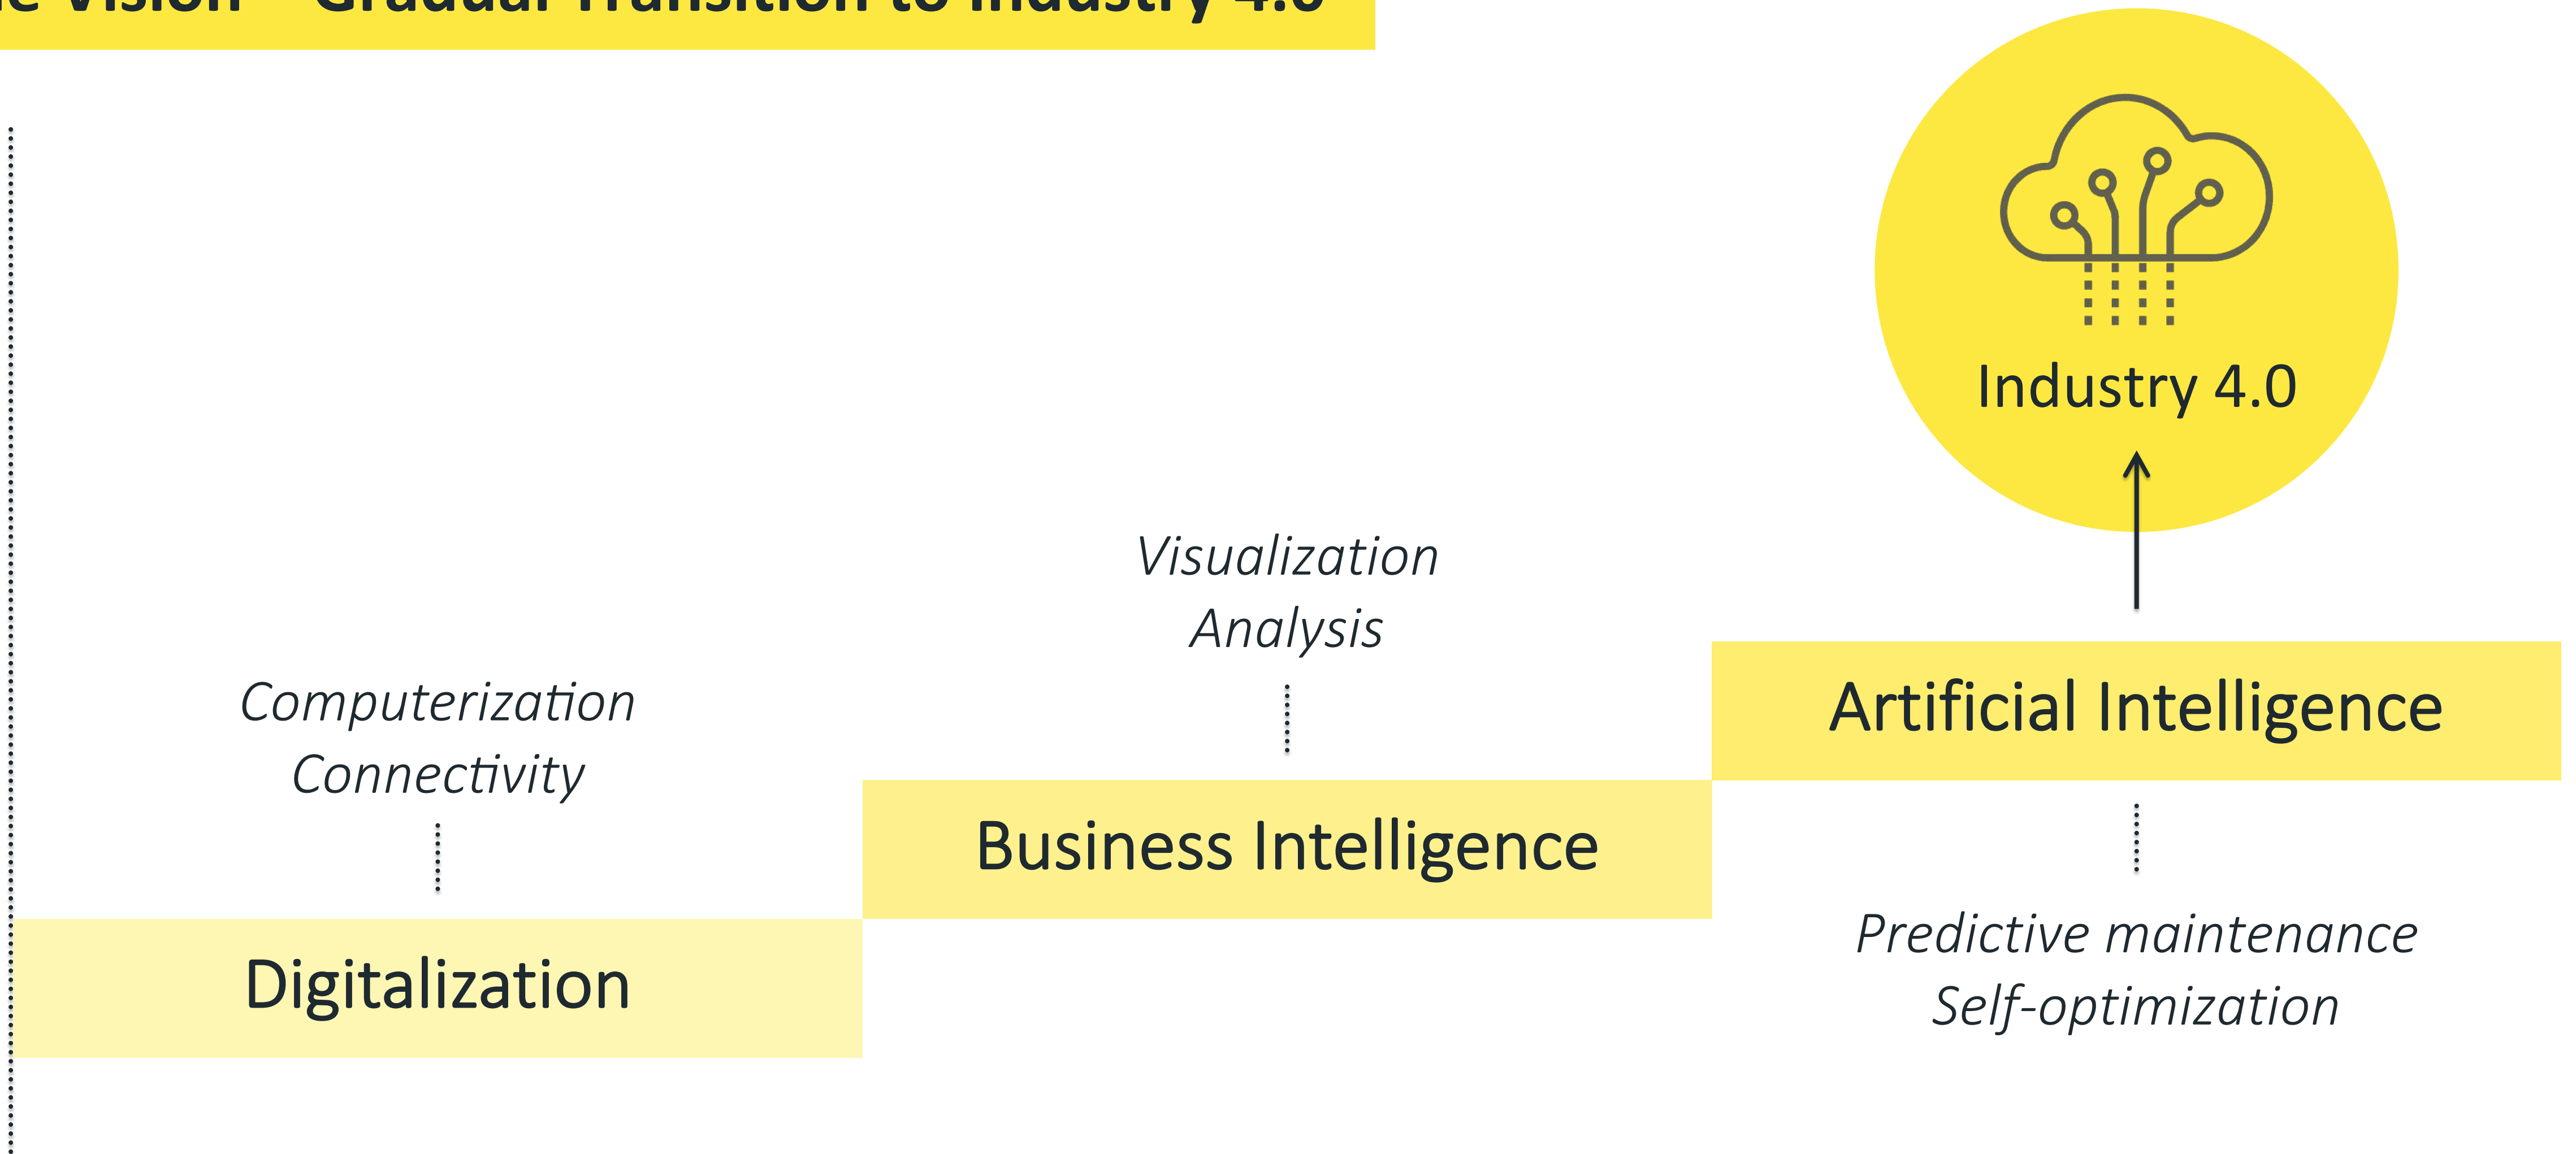 Vision – Gradual Transition to Industry 4.0
Industry 4.0
Visualization
Analysis
Computerization
Connectivity
Artificial Intelligence
Business Intelligence
Predictive maintenance
Self-optimization
Digitalization